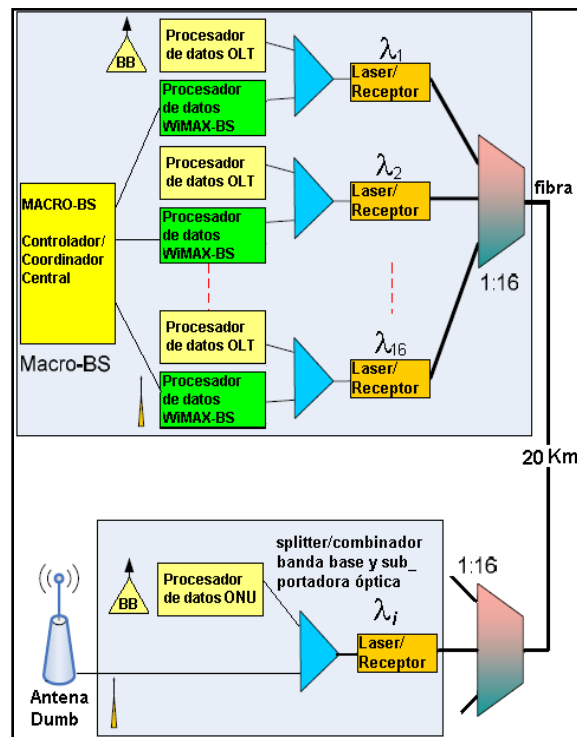 Procesador
de datos OLT
BB
Procesador
de datos
WiMAX-BS
λ1
Laser/
Receptor
Procesador
de datos OLT
Procesador
de datos
WiMAX-BS
λ2
Laser/
Receptor
fibra
MACRO-BS
Controlador/
Coordinador
Central
Macro-BS
1:16
Procesador
de datos OLT
Procesador
de datos
WiMAX-BS
λ16
Laser/
Receptor
20 Km
splitter/combinador
banda base y sub_
portadora óptica
1:16
BB
Procesador
de datos ONU
λi
Laser/
Receptor
Antena
Dumb